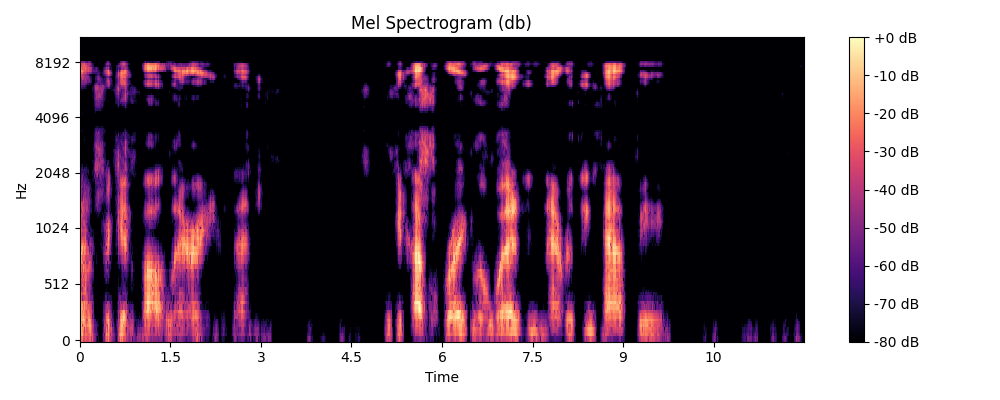 Mel Spectrogram (db)
8192
4096
2048
1024
512
0
Hz
0 1.5 3 4.5 6 7.5 9 10
Time
+0 dB
-10 dB
-20 dB
-30 dB
-40 dB
-50 dB
-60 dB
-70 dB
-80 dB